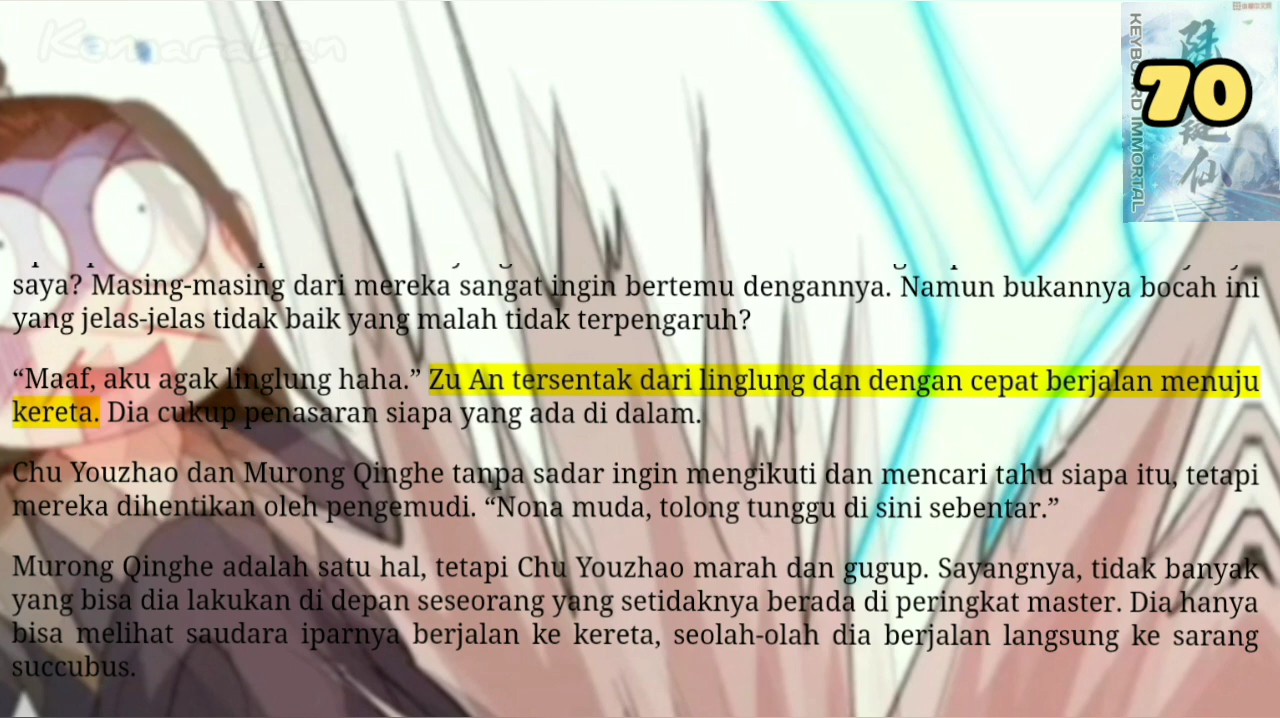 Komaraban
70
KEYBOARD IMMORTAL
仙
saya? Masing-masing dari mereka sangat ingin bertemu dengannya. Namun bukannya bocah ini
yang jelas-jelas tidak baik yang malah tidak terpengaruh?
“Maaf, aku agak linglung haha.” Zu An tersentak dari linglung dan dengan cepat berjalan menuju
kereta. Dia cukup penasaran siapa yang ada di dalam.
Chu Youzhao dan Murong Qinghe tanpa sadar ingin mengikuti dan mencari tahu siapa itu, tetapi
mereka dihentikan oleh pengemudi. “Nona muda, tolong tunggu di sini sebentar.”
Murong Qinghe adalah satu hal, tetapi Chu Youzhao marah dan gugup. Sayangnya, tidak banyak
yang bisa dia lakukan di depan seseorang yang setidaknya berada di peringkat master. Dia hanya
bisa melihat saudara iparnya berjalan ke kereta, seolah-olah dia berjalan langsung ke sarang
succubus.